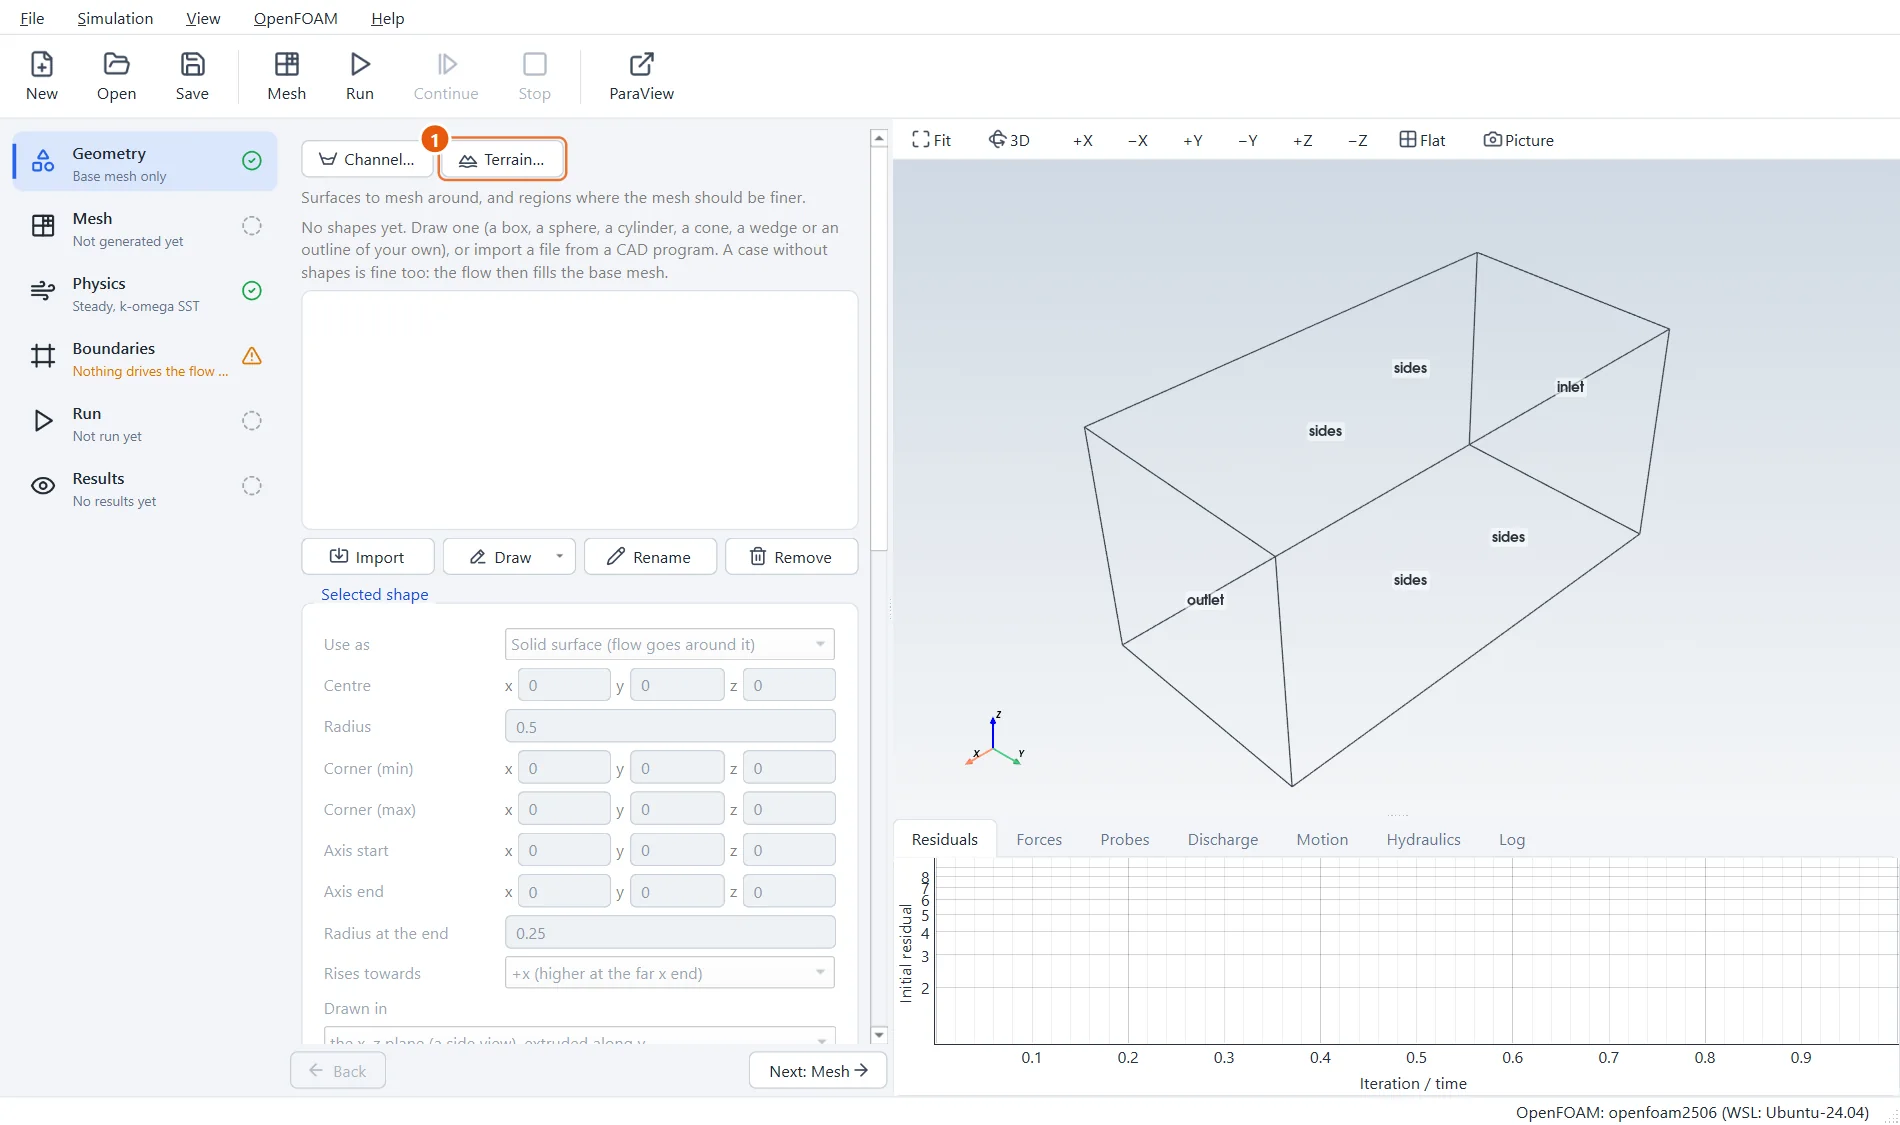 File Simulation View OpenFOAM Help
New Open Save Mesh Run Continue Stop ParaView
Geometry
Base mesh only
Mesh
Not generated yet
Physics
Steady, k-omega SST
Boundaries
Nothing drives the flow ...
Run
Not run yet
Results
No results yet
1
Channel... Terrain...
Surfaces to mesh around, and regions where the mesh should be finer.
No shapes yet. Draw one (a box, a sphere, a cylinder, a cone, a wedge or an
outline of your own), or import a file from a CAD program. A case without
shapes is fine too: the flow then fills the base mesh.
Import Draw Rename Remove
Selected shape
Use as Solid surface (flow goes around it)
Centre x 0 y 0 z 0
Radius 0.5
Corner (min) x 0 y 0 z 0
Corner (max) x 0 y 0 z 0
Axis start x 0 y 0 z 0
Axis end x 0 y 0 z 0
Radius at the end 0.25
Rises towards +x (higher at the far x end)
Drawn in
the x-z plane (a side view), extruded along y
Back Next: Mesh
Fit 3D +X −X +Y −Y +Z −Z Flat Picture
sides
inlet
sides
sides
sides
outlet
Z
X Y
Residuals Forces Probes Discharge Motion Hydraulics Log
8
7
6
5
4
3
2
Initial residual
0.1 0.2 0.3 0.4 0.5 0.6 0.7 0.8 0.9
Iteration / time
OpenFOAM: openfoam2506 (WSL: Ubuntu-24.04)